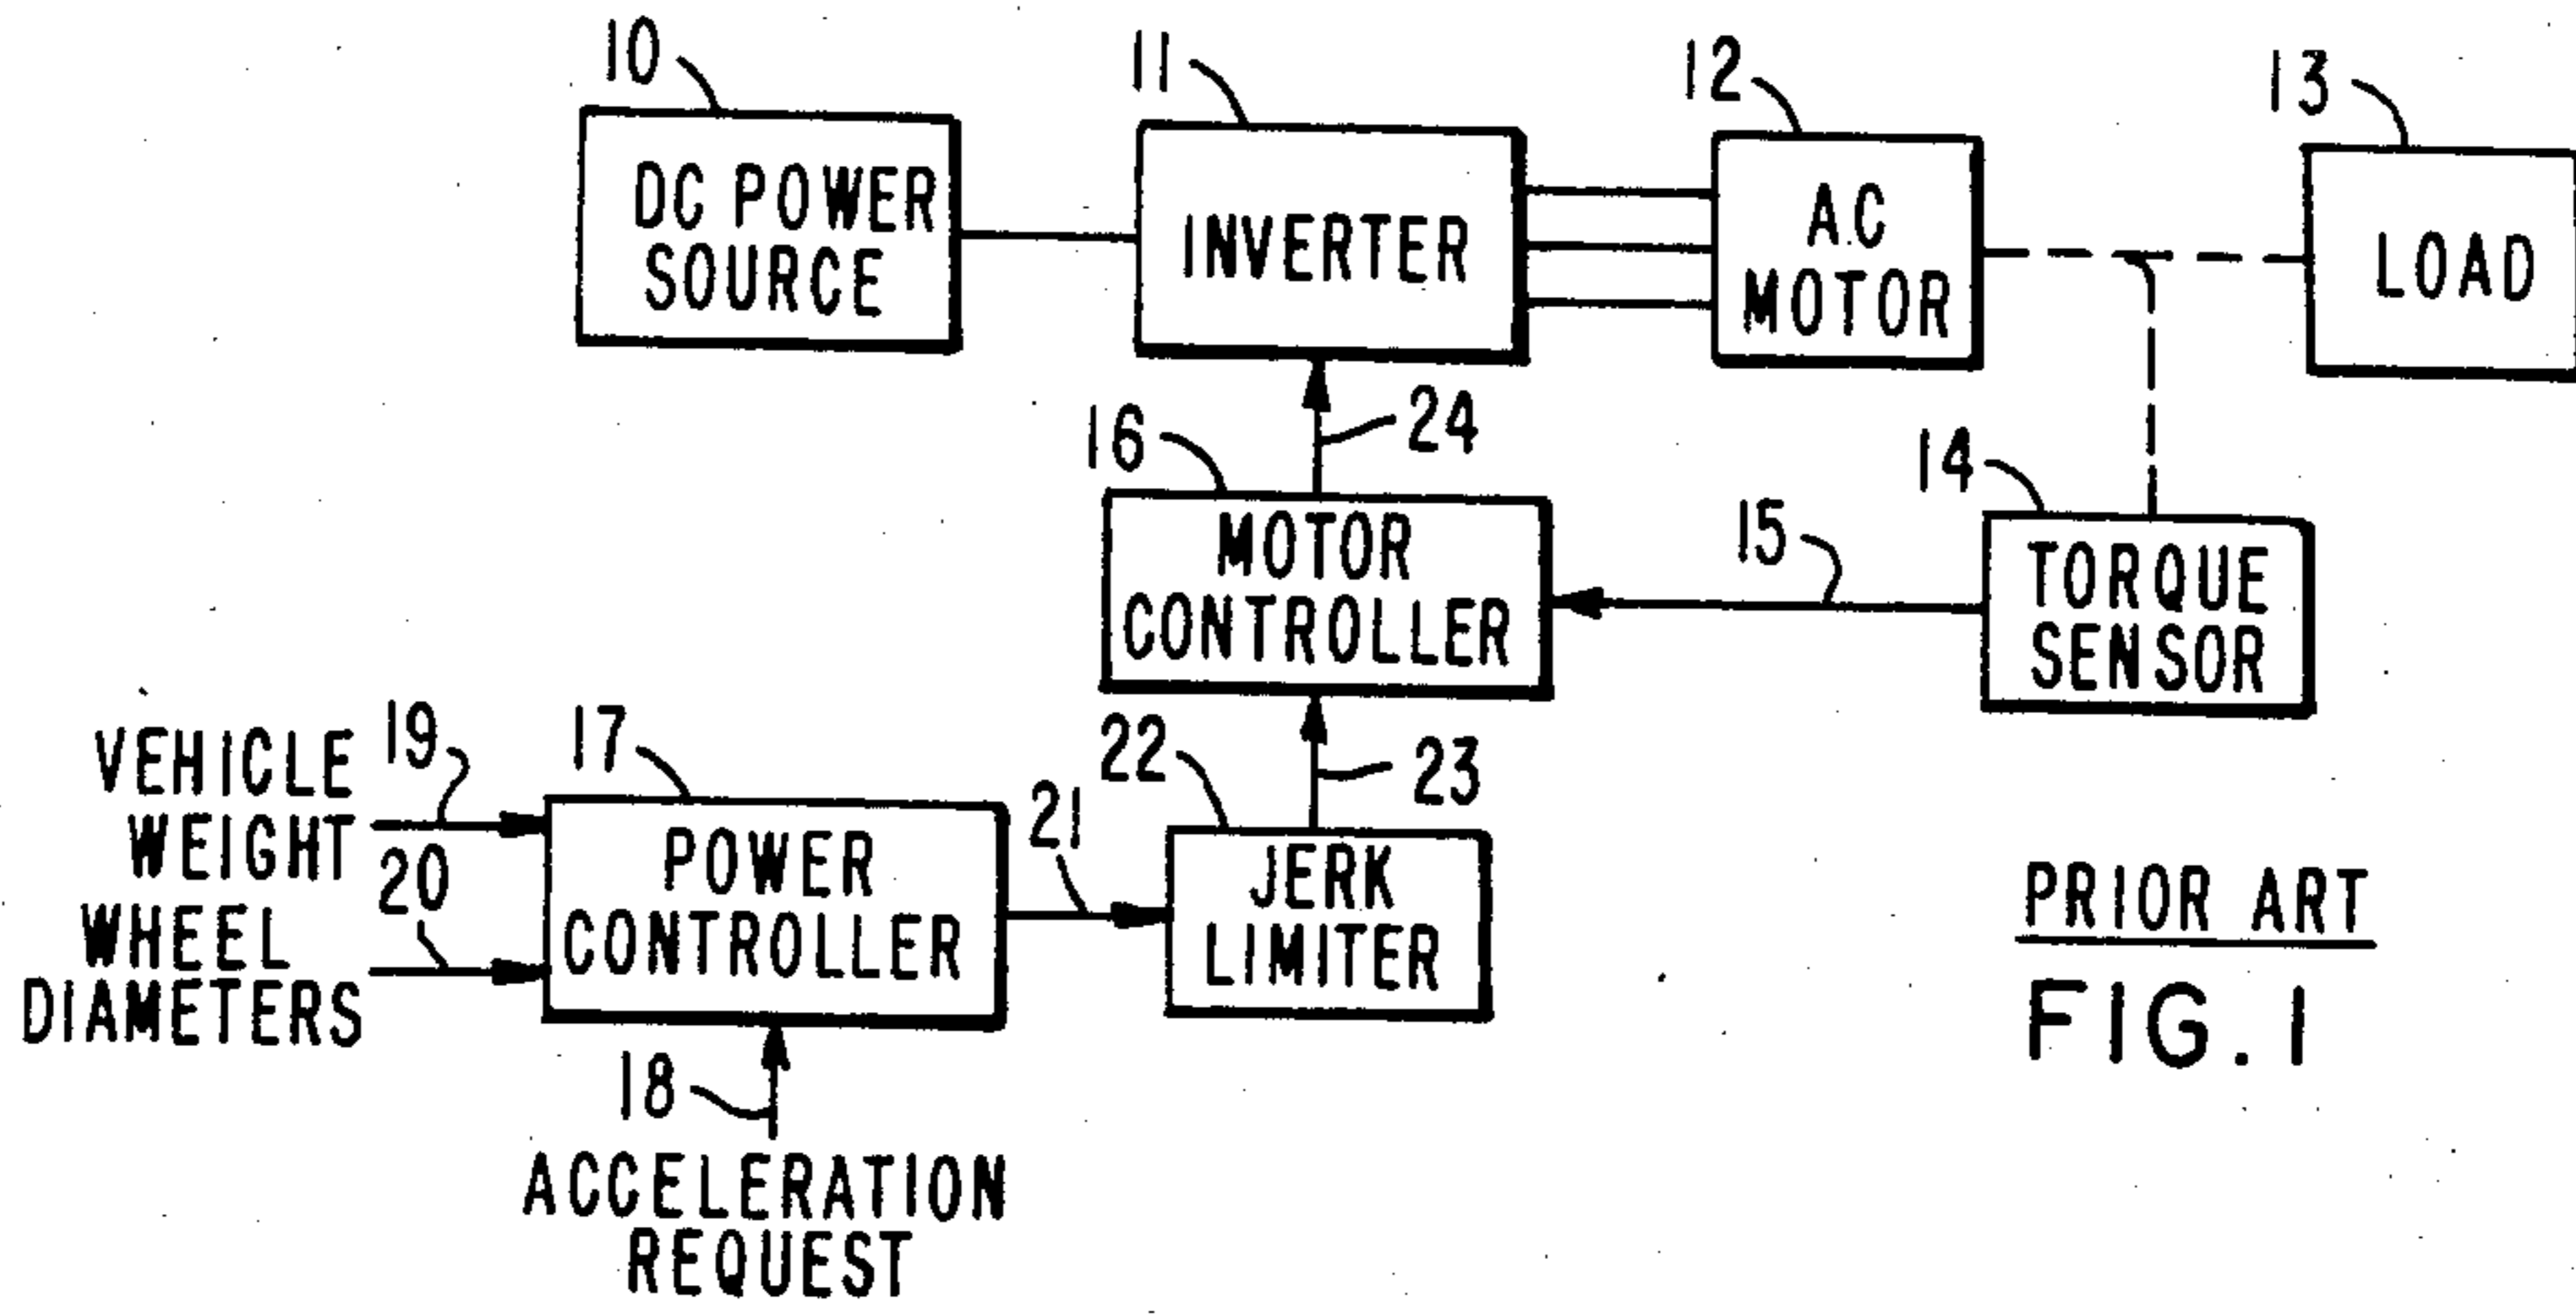 10
11
12
13
DC POWER
SOURCE
INVERTER
A.C
MOTOR
LOAD
24
16
14
15
MOTOR
CONTROLLER
TORQUE
SENSOR
19
17
22
23
VEHICLE
WEIGHT
20
WHEEL
DIAMETERS
POWER
CONTROLLER
21
JERK
LIMITER
18
ACCELERATION
REQUEST
PRIOR ART
FIG. 1